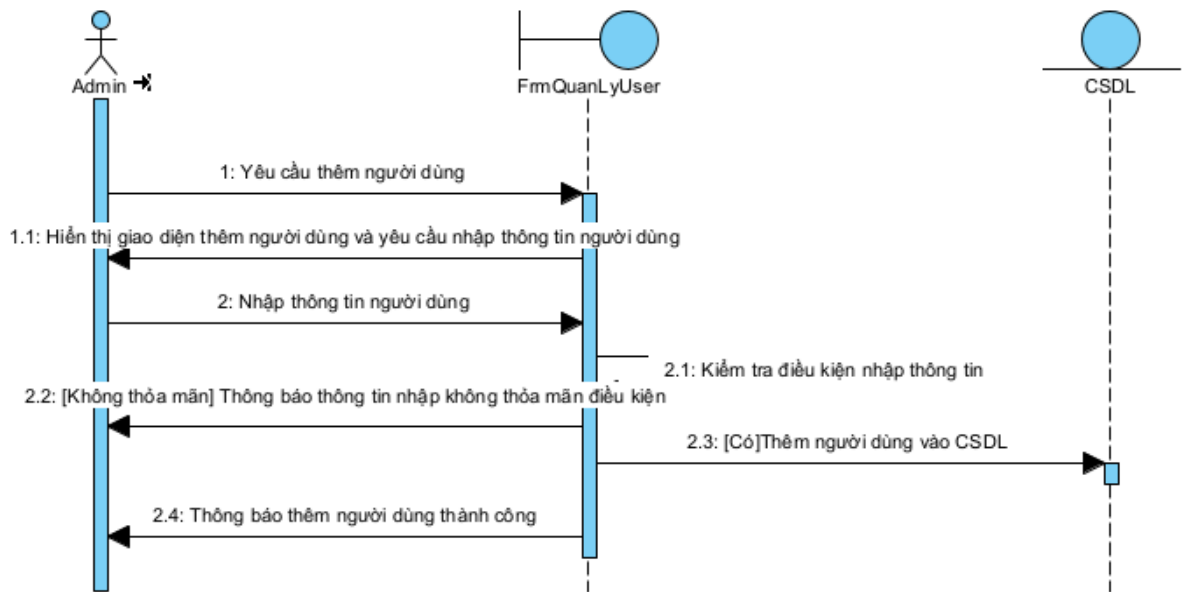 Admin
FrmQuanLyUser
CSDL
1: Yêu cầu thêm người dùng
1.1: Hiển thị giao diện thêm người dùng và yêu cầu nhập thông tin người dùng
2: Nhập thông tin người dùng
2.1: Kiểm tra điều kiện nhập thông tin
2.2: [Không thỏa mãn] Thông báo thông tin nhập không thỏa mãn điều kiện
2.3: [Có]Thêm người dùng vào CSDL
2.4: Thông báo thêm người dùng thành công